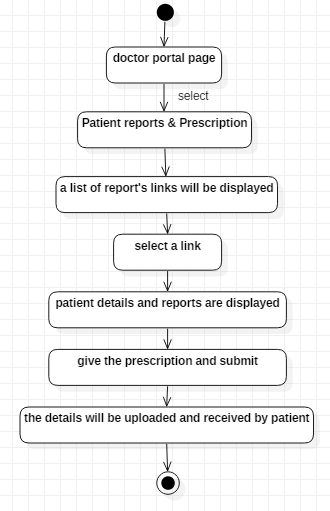 doctor portal page
select
Patient reports & Prescription
a list of report's links will be displayed
select a link
patient details and reports are displayed
give the prescription and submit
the details will be uploaded and received by patient